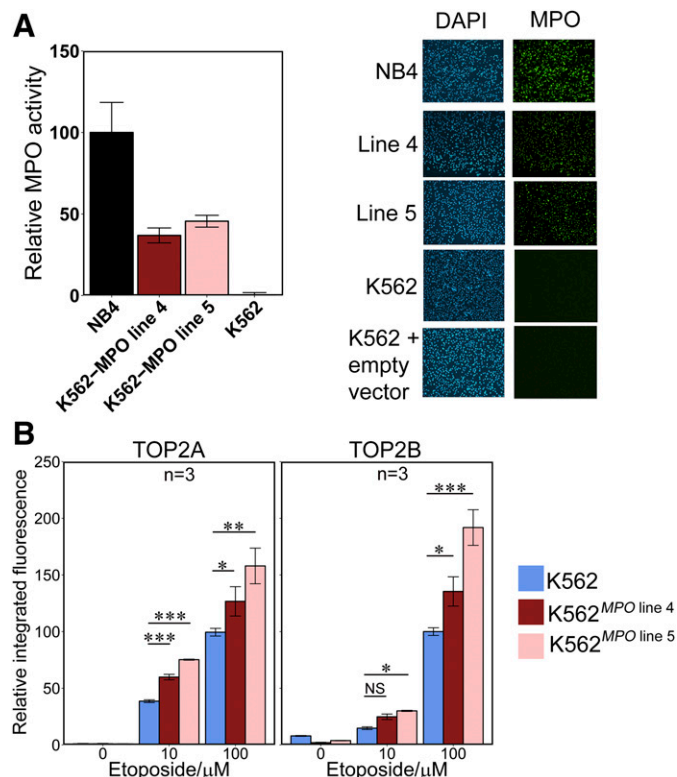 A
Relative MPO activity
150
100
50
0
NB4
K562–MPO line 4
K562–MPO line 5
K562
DAPI
MPO
NB4
Line 4
Line 5
K562
K562 +
empty
vector
B
TOP2A
TOP2B
Relative integrated fluorescence
250
200
150
100
50
0
n=3
n=3
***
***
*
**
NS
*
*
***
0
10
100
0
10
100
Etoposide/μM
Etoposide/μM
K562
K562MPO line 4
K562MPO line 5